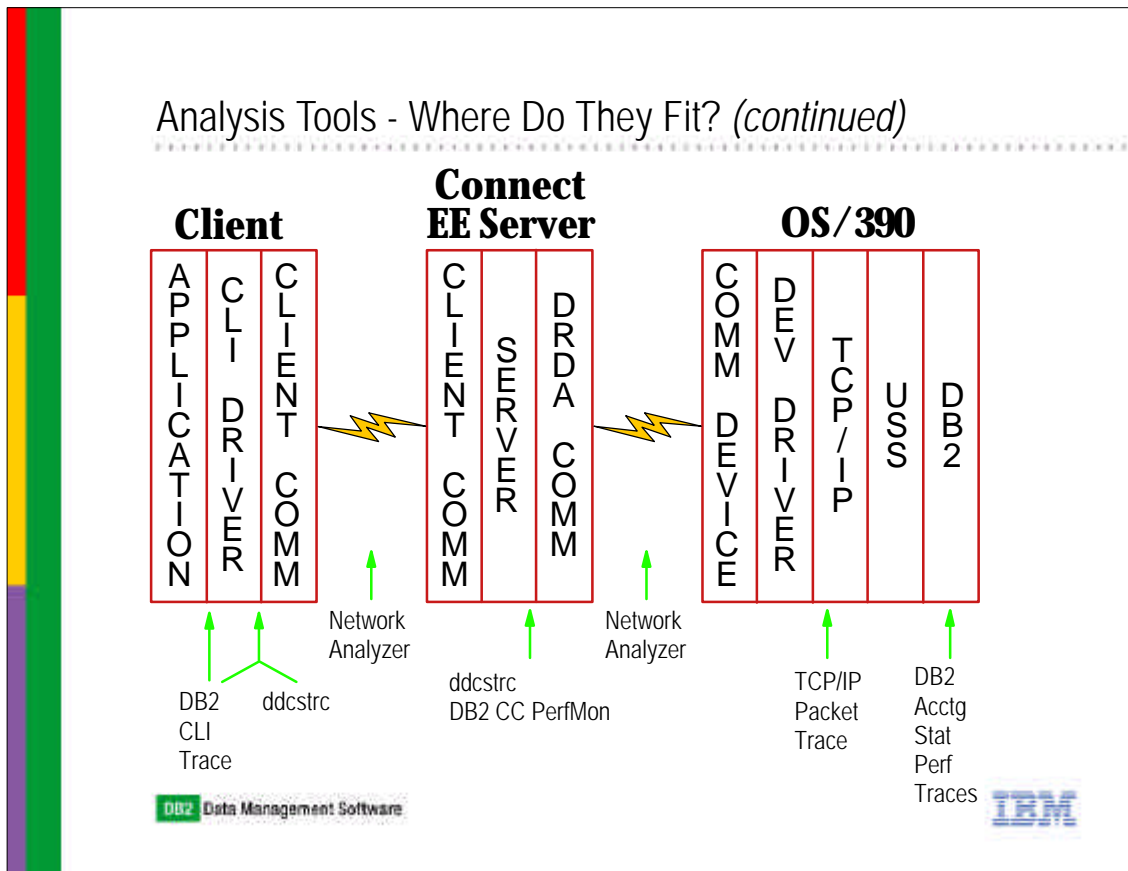 Analysis Tools - Where Do They Fit? (continued)
Client
Connect
EE Server
OS/390
APPLICATION
CLI DRIVER
CLIENT COMM
CLIENT COMM
SERVER
DRDA COMM
COMM DEVICE
DEV DRIVER
TCP/IP
USS
DB2
Network
Analyzer
Network
Analyzer
DB2
CLI
Trace
ddcstrc
ddcstrc
DB2 CC PerfMon
TCP/IP
Packet
Trace
DB2
Acctg
Stat
Perf
Traces
DB2 Data Management Software
IBM